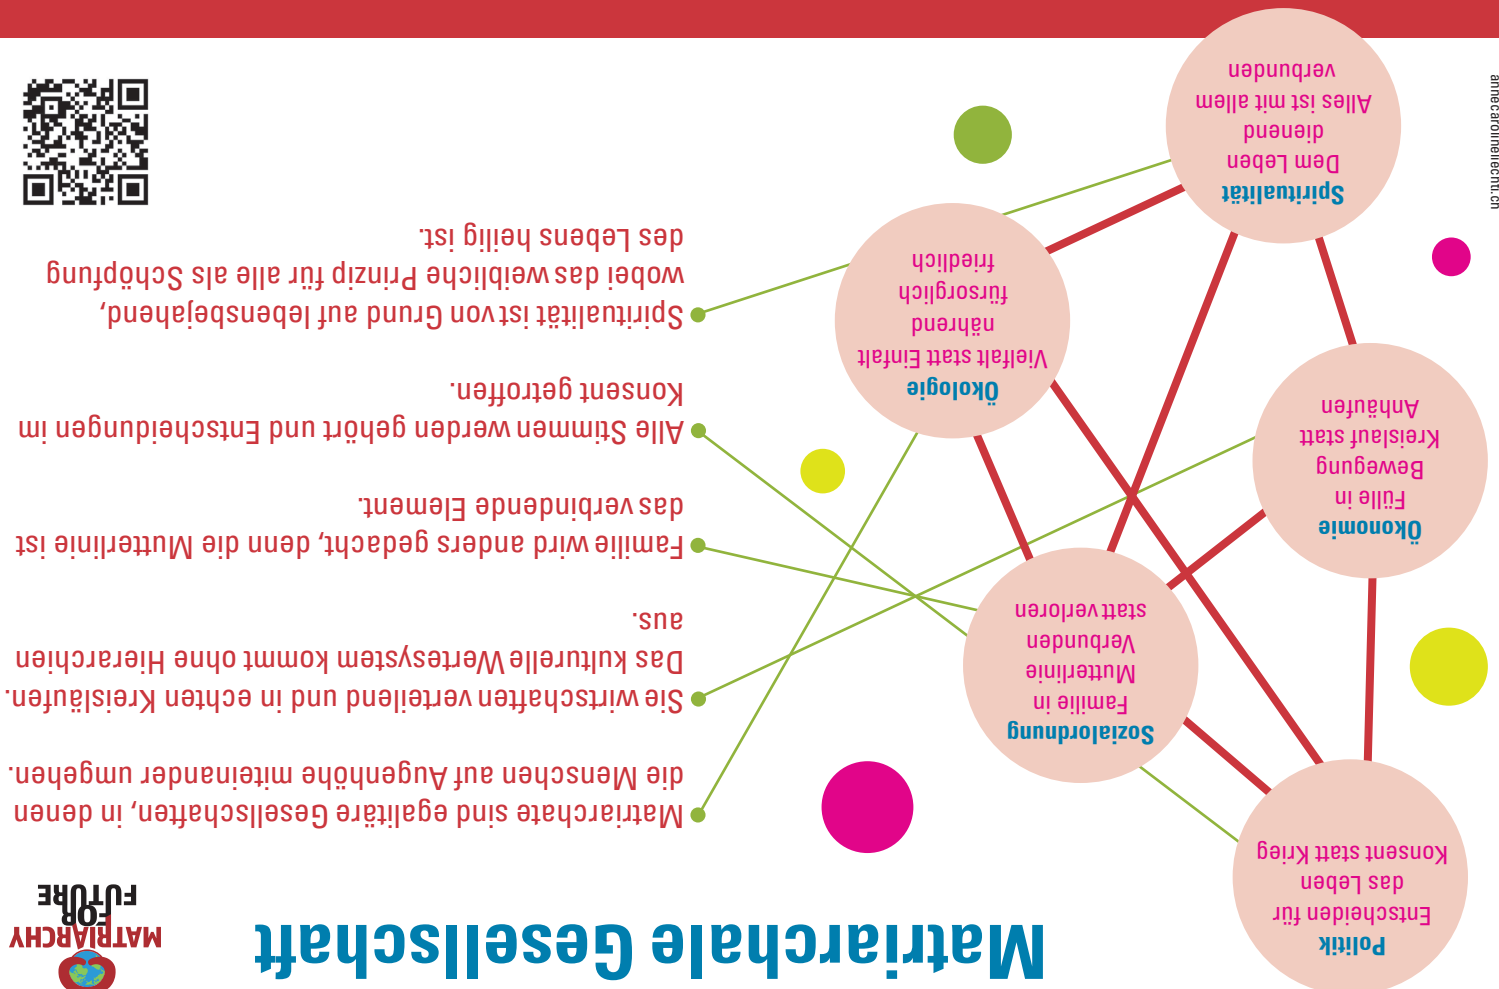 Matriarchale Gesellschaft
MATRIARCHY
FOR
FUTURE
Politik
Entscheiden für
das Leben
Konsent statt Krieg
Sozialordnung
Familie in
Mutterlinie
Verbunden
statt verloren
Ökonomie
Fülle in
Bewegung
Kreislauf statt
Anhäufen
Ökologie
Vielfalt statt Einfalt
nährend
fürsorglich
friedlich
Spiritualität
Dem Leben
dienend
Alles ist mit allem
verbunden
Matriarchate sind egalitäre Gesellschaften, in denen
die Menschen auf Augenhöhe miteinander umgehen.
Sie wirtschaften verteilend und in echten Kreisläufen.
Das kulturelle Wertesystem kommt ohne Hierarchien
aus.
Familie wird anders gedacht, denn die Mutterlinie ist
das verbindende Element.
Alle Stimmen werden gehört und Entscheidungen im
Konsent getroffen.
Spiritualität ist von Grund auf lebensbejahend,
wobei das weibliche Prinzip für alle als Schöpfung
des Lebens heilig ist.
annecarolineliechti.ch